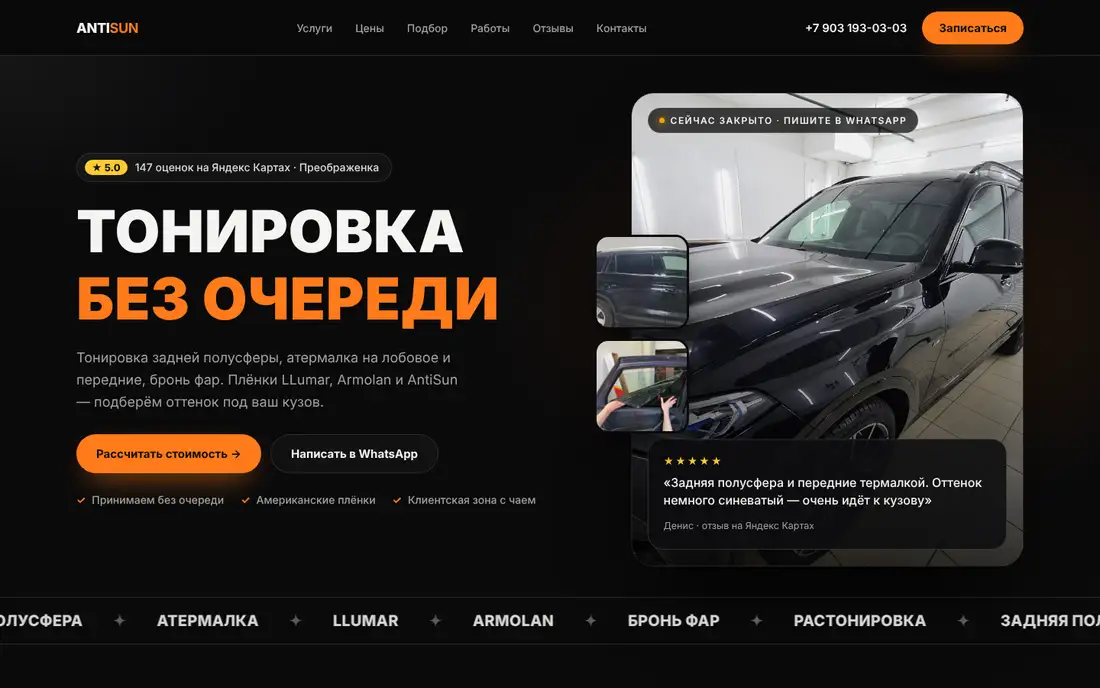 ANTISUN
Услуги
Цены
Подбор
Работы
Отзывы
Контакты
+7 903 193-03-03
Записаться
★ 5.0
147 оценок на Яндекс Картах · Преображенка
ТОНИРОВКА
БЕЗ ОЧЕРЕДИ
Тонировка задней полусферы, атермалка на лобовое и
передние, бронь фар. Плёнки LLumar, Armolan и AntiSun
— подберём оттенок под ваш кузов.
Рассчитать стоимость →
Написать в WhatsApp
✓ Принимаем без очереди
✓ Американские плёнки
✓ Клиентская зона с чаем
СЕЙЧАС ЗАКРЫТО · ПИШИТЕ В WHATSAPP
★★★★★
«Задняя полусфера и передние термалкой. Оттенок
немного синеватый — очень идёт к кузову»
Денис · отзыв на Яндекс Картах
ОЛУСФЕРА ✦ АТЕРМАЛКА ✦ LLUMAR ✦ ARMOLAN ✦ БРОНЬ ФАР ✦ РАСТОНИРОВКА ✦ ЗАДНЯЯ ПОЛ